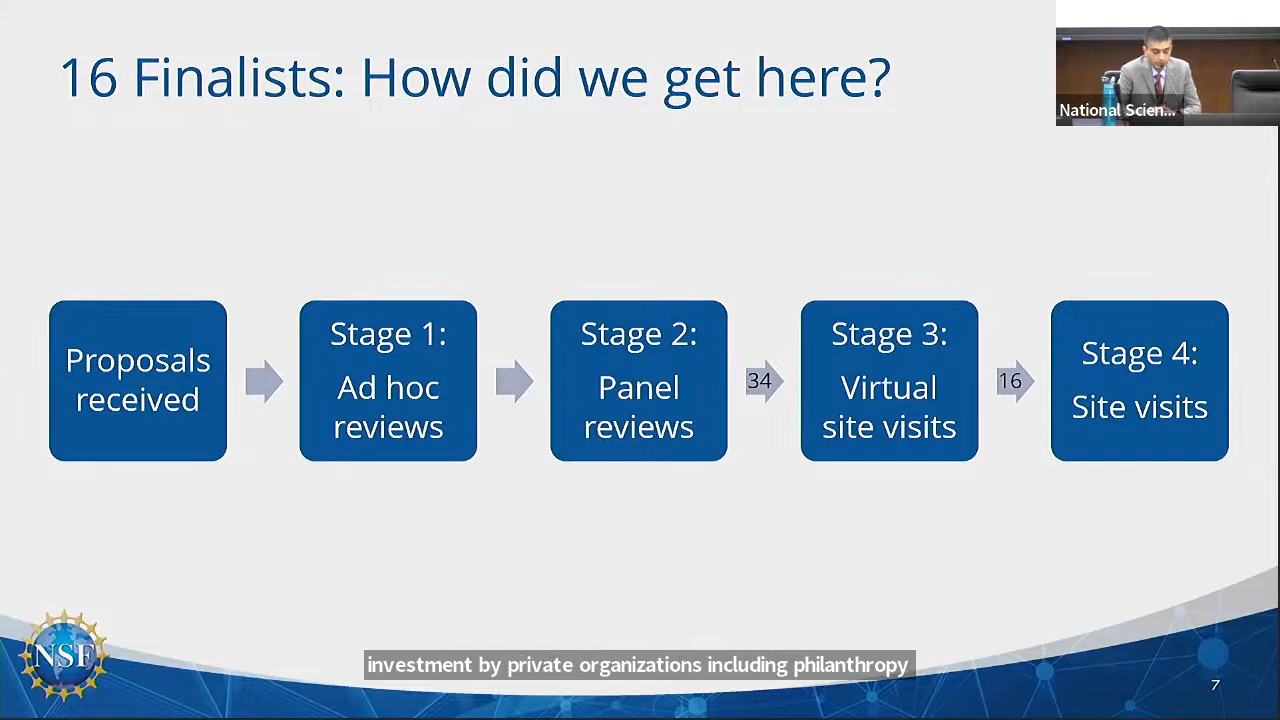 16 Finalists: How did we get here?
National Scien...
Proposals
received
Stage 1:
Ad hoc
reviews
Stage 2:
Panel
reviews
34
Stage 3:
Virtual
site visits
16
Stage 4:
Site visits
NSF
investment by private organizations including philanthropy
7